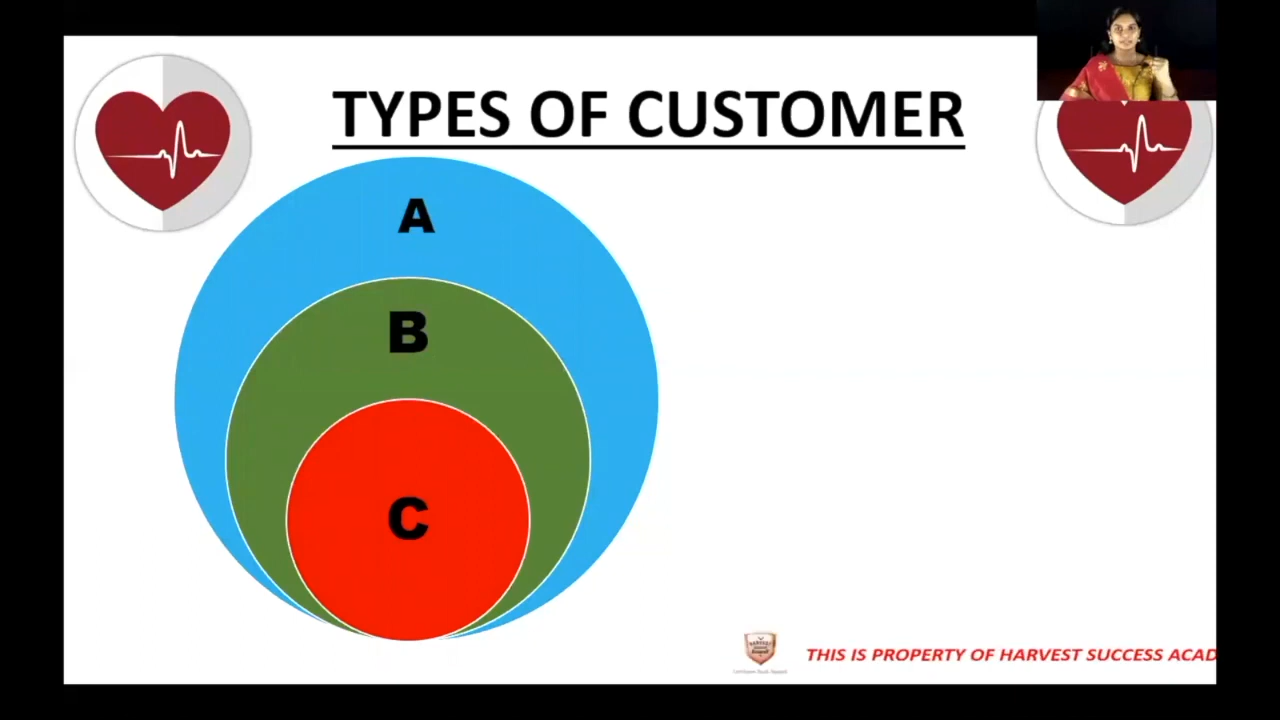 TYPES OF CUSTOMER
A
B
C
THIS IS PROPERTY OF HARVEST SUCCESS ACAD